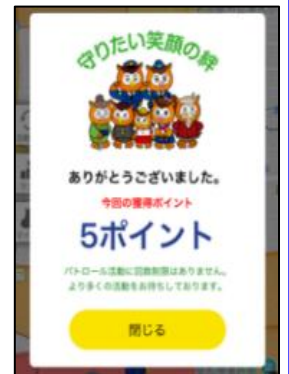 守りたい笑顔の絆
ありがとうございました。
今回の獲得ポイント
5ポイント
パトロール活動に回数制限はありません。
より多くの活動をお待ちしております。
閉じる